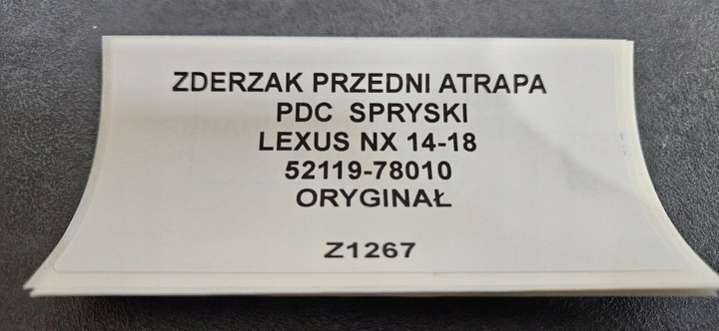 ZDERZAK PRZEDNI ATRAPA
PDC SPRYSKI
LEXUS NX 14-18
52119-78010
ORYGINAŁ
Z1267